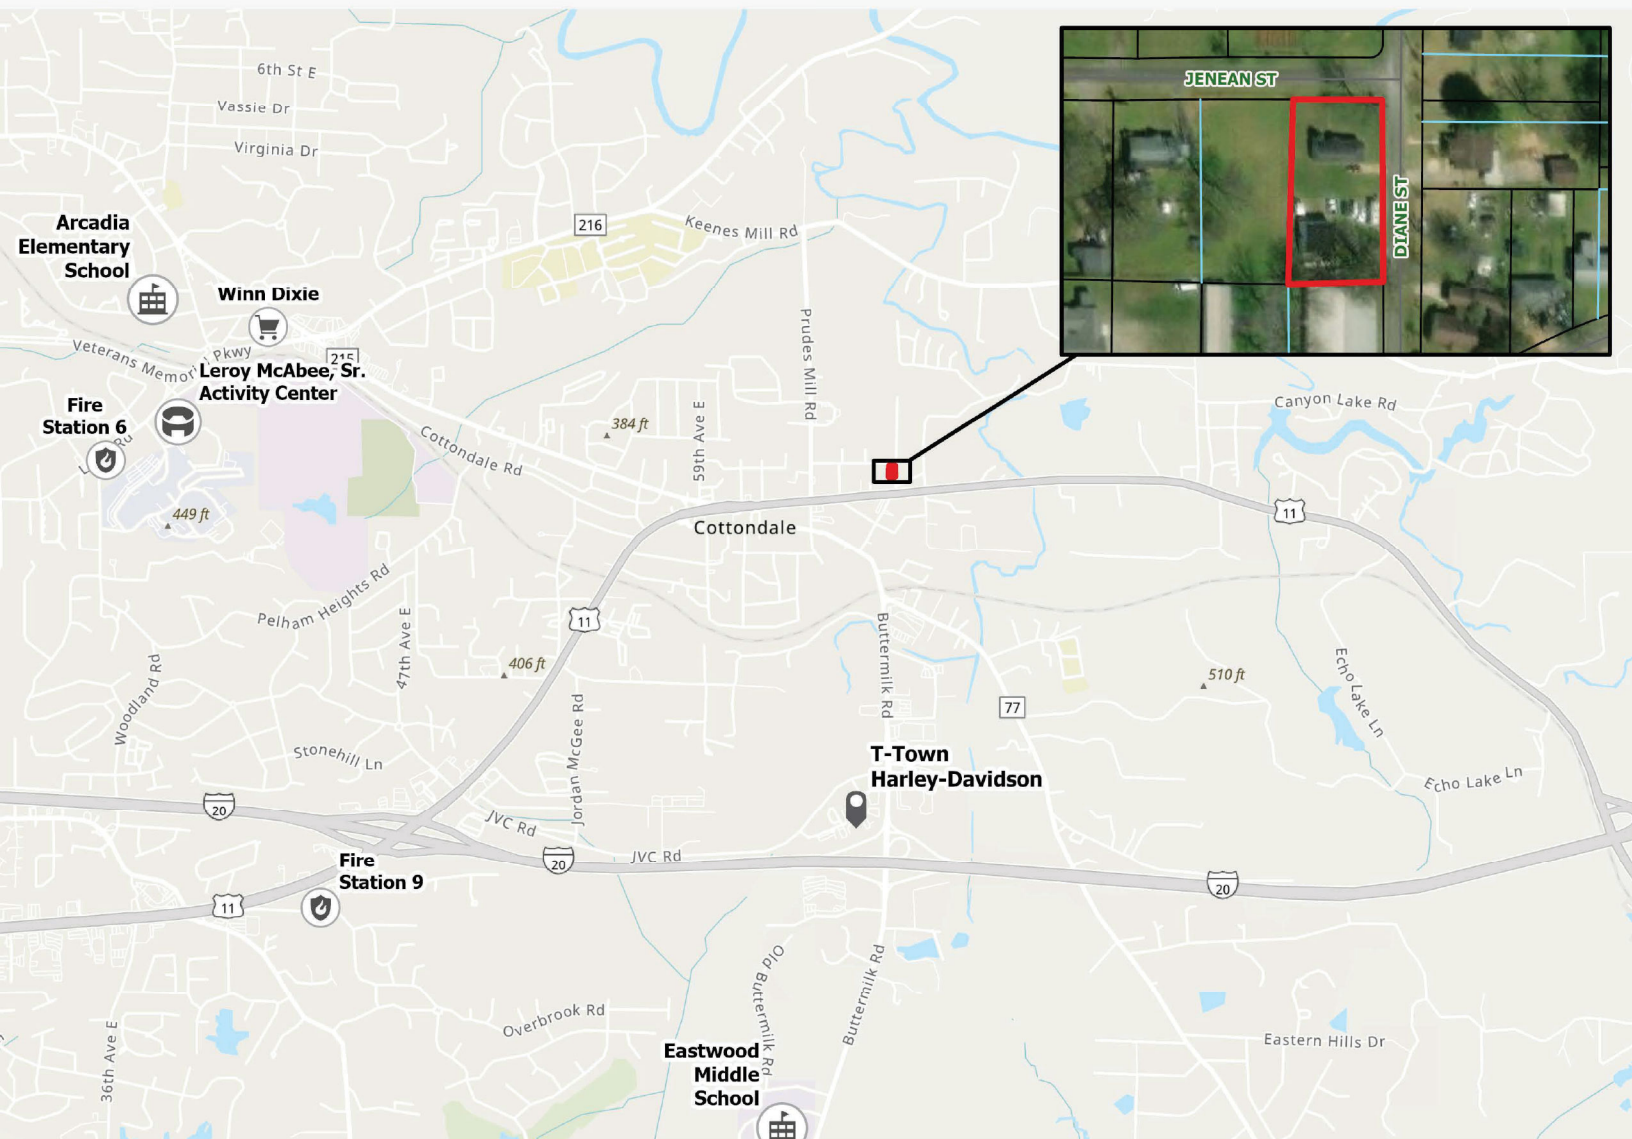 6th St E
Vassie Dr
Virginia Dr
JENEAN ST
DIANE ST
Arcadia
Elementary
School
216
Keenes Mill Rd
Winn Dixie
Veterans Memori
l Pkwy
215
Leroy McAbee, Sr.
Activity Center
Prudes Mill Rd
Canyon Lake Rd
Fire
Station 6
384 ft
59th Ave E
Cottondale Rd
449 ft
11
Cottondale
Pelham Heights Rd
47th Ave E
11
Buttermilk Rd
406 ft
510 ft
Echo Lake Ln
Woodland Rd
77
Stonehill Ln
Jordan McGee Rd
T-Town
Harley-Davidson
Echo Lake Ln
20
JVC Rd
JVC Rd
20
20
Fire
Station 9
11
Old Buttermilk Rd
Buttermilk Rd
Overbrook Rd
36th Ave E
Eastern Hills Dr
Eastwood
Middle
School